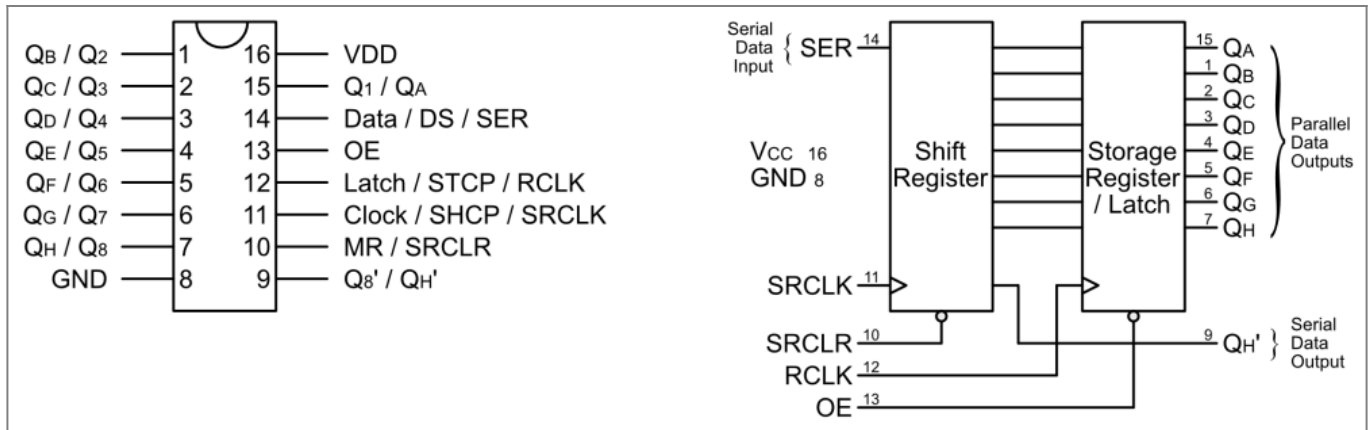 QB / Q2 1 16 VDD
QC / Q3 2 15 Q1 / QA
QD / Q4 3 14 Data / DS / SER
QE / Q5 4 13 OE
QF / Q6 5 12 Latch / STCP / RCLK
QG / Q7 6 11 Clock / SHCP / SRCLK
QH / Q8 7 10 MR / SRCLR
GND 8 9 Q8' / QH'
Serial
Data
Input
SER 14
VCC 16
GND 8
Shift
Register
Storage
Register
/ Latch
15 QA
1 QB
2 QC
3 QD
4 QE
5 QF
6 QG
7 QH
Parallel
Data
Outputs
SRCLK 11
SRCLR 10
RCLK 12
OE 13
9 QH'
Serial
Data
Output